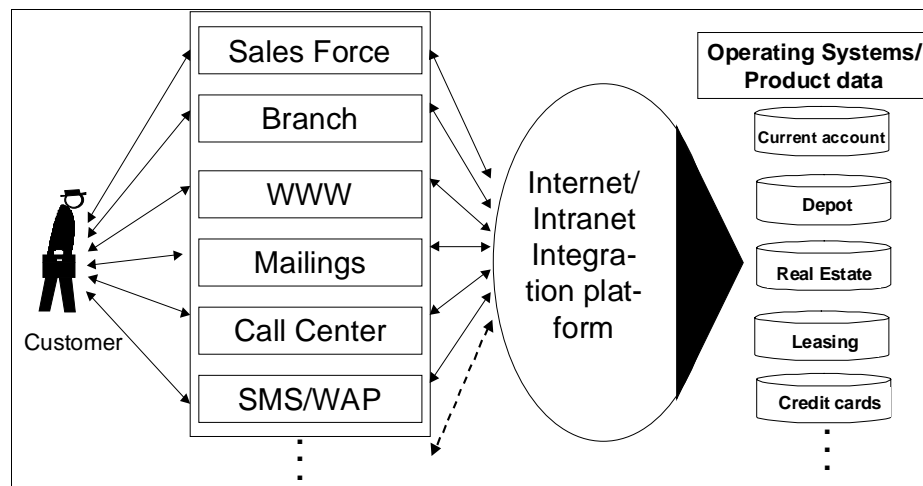 Customer
Sales Force
Branch
WWW
Mailings
Call Center
SMS/WAP
Internet/
Intranet
Integra-
tion plat-
form
Operating Systems/
Product data
Current account
Depot
Real Estate
Leasing
Credit cards